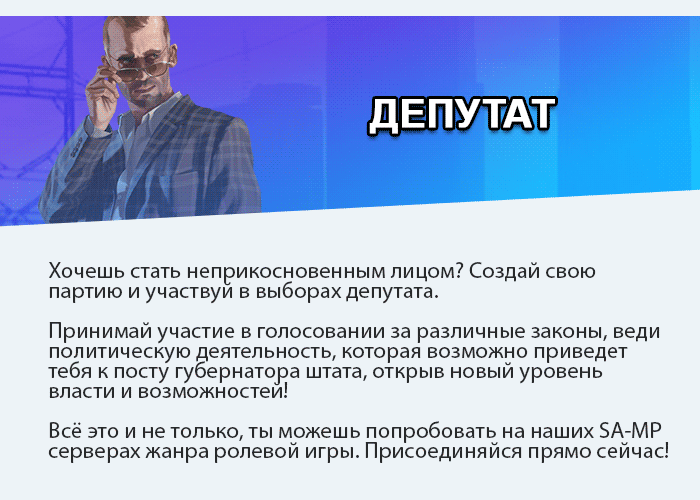 ДЕПУТАТ
Хочешь стать неприкосновенным лицом? Создай свою
партию и участвуй в выборах депутата.
Принимай участие в голосовании за различные законы, веди
политическую деятельность, которая возможно приведет
тебя к посту губернатора штата, открыв новый уровень
власти и возможностей!
Всё это и не только, ты можешь попробовать на наших SA-MP
серверах жанра ролевой игры. Присоединяйся прямо сейчас!